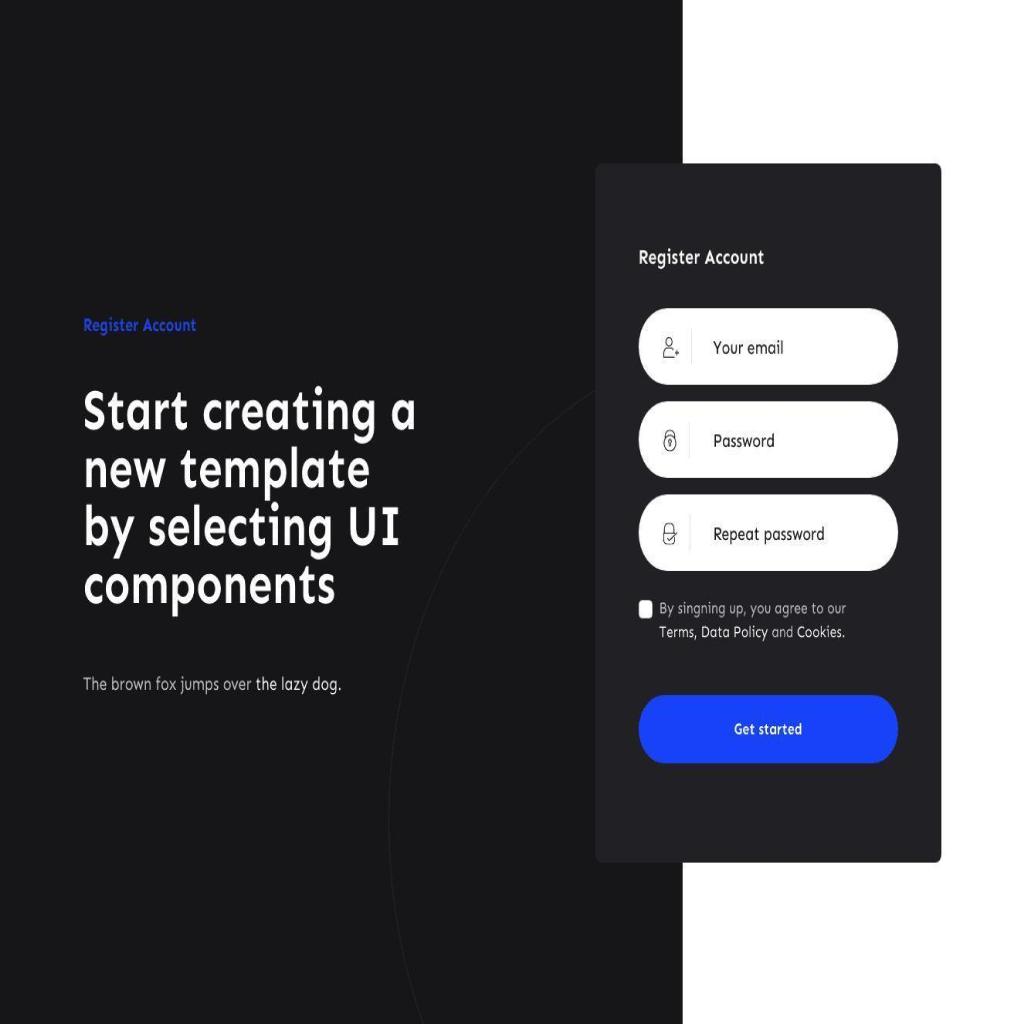 Register Account
Start creating a
new template
by selecting UI
components
The brown fox jumps over the lazy dog.
Register Account
Your email
Password
Repeat password
By singning up, you agree to our
Terms, Data Policy and Cookies.
Get started